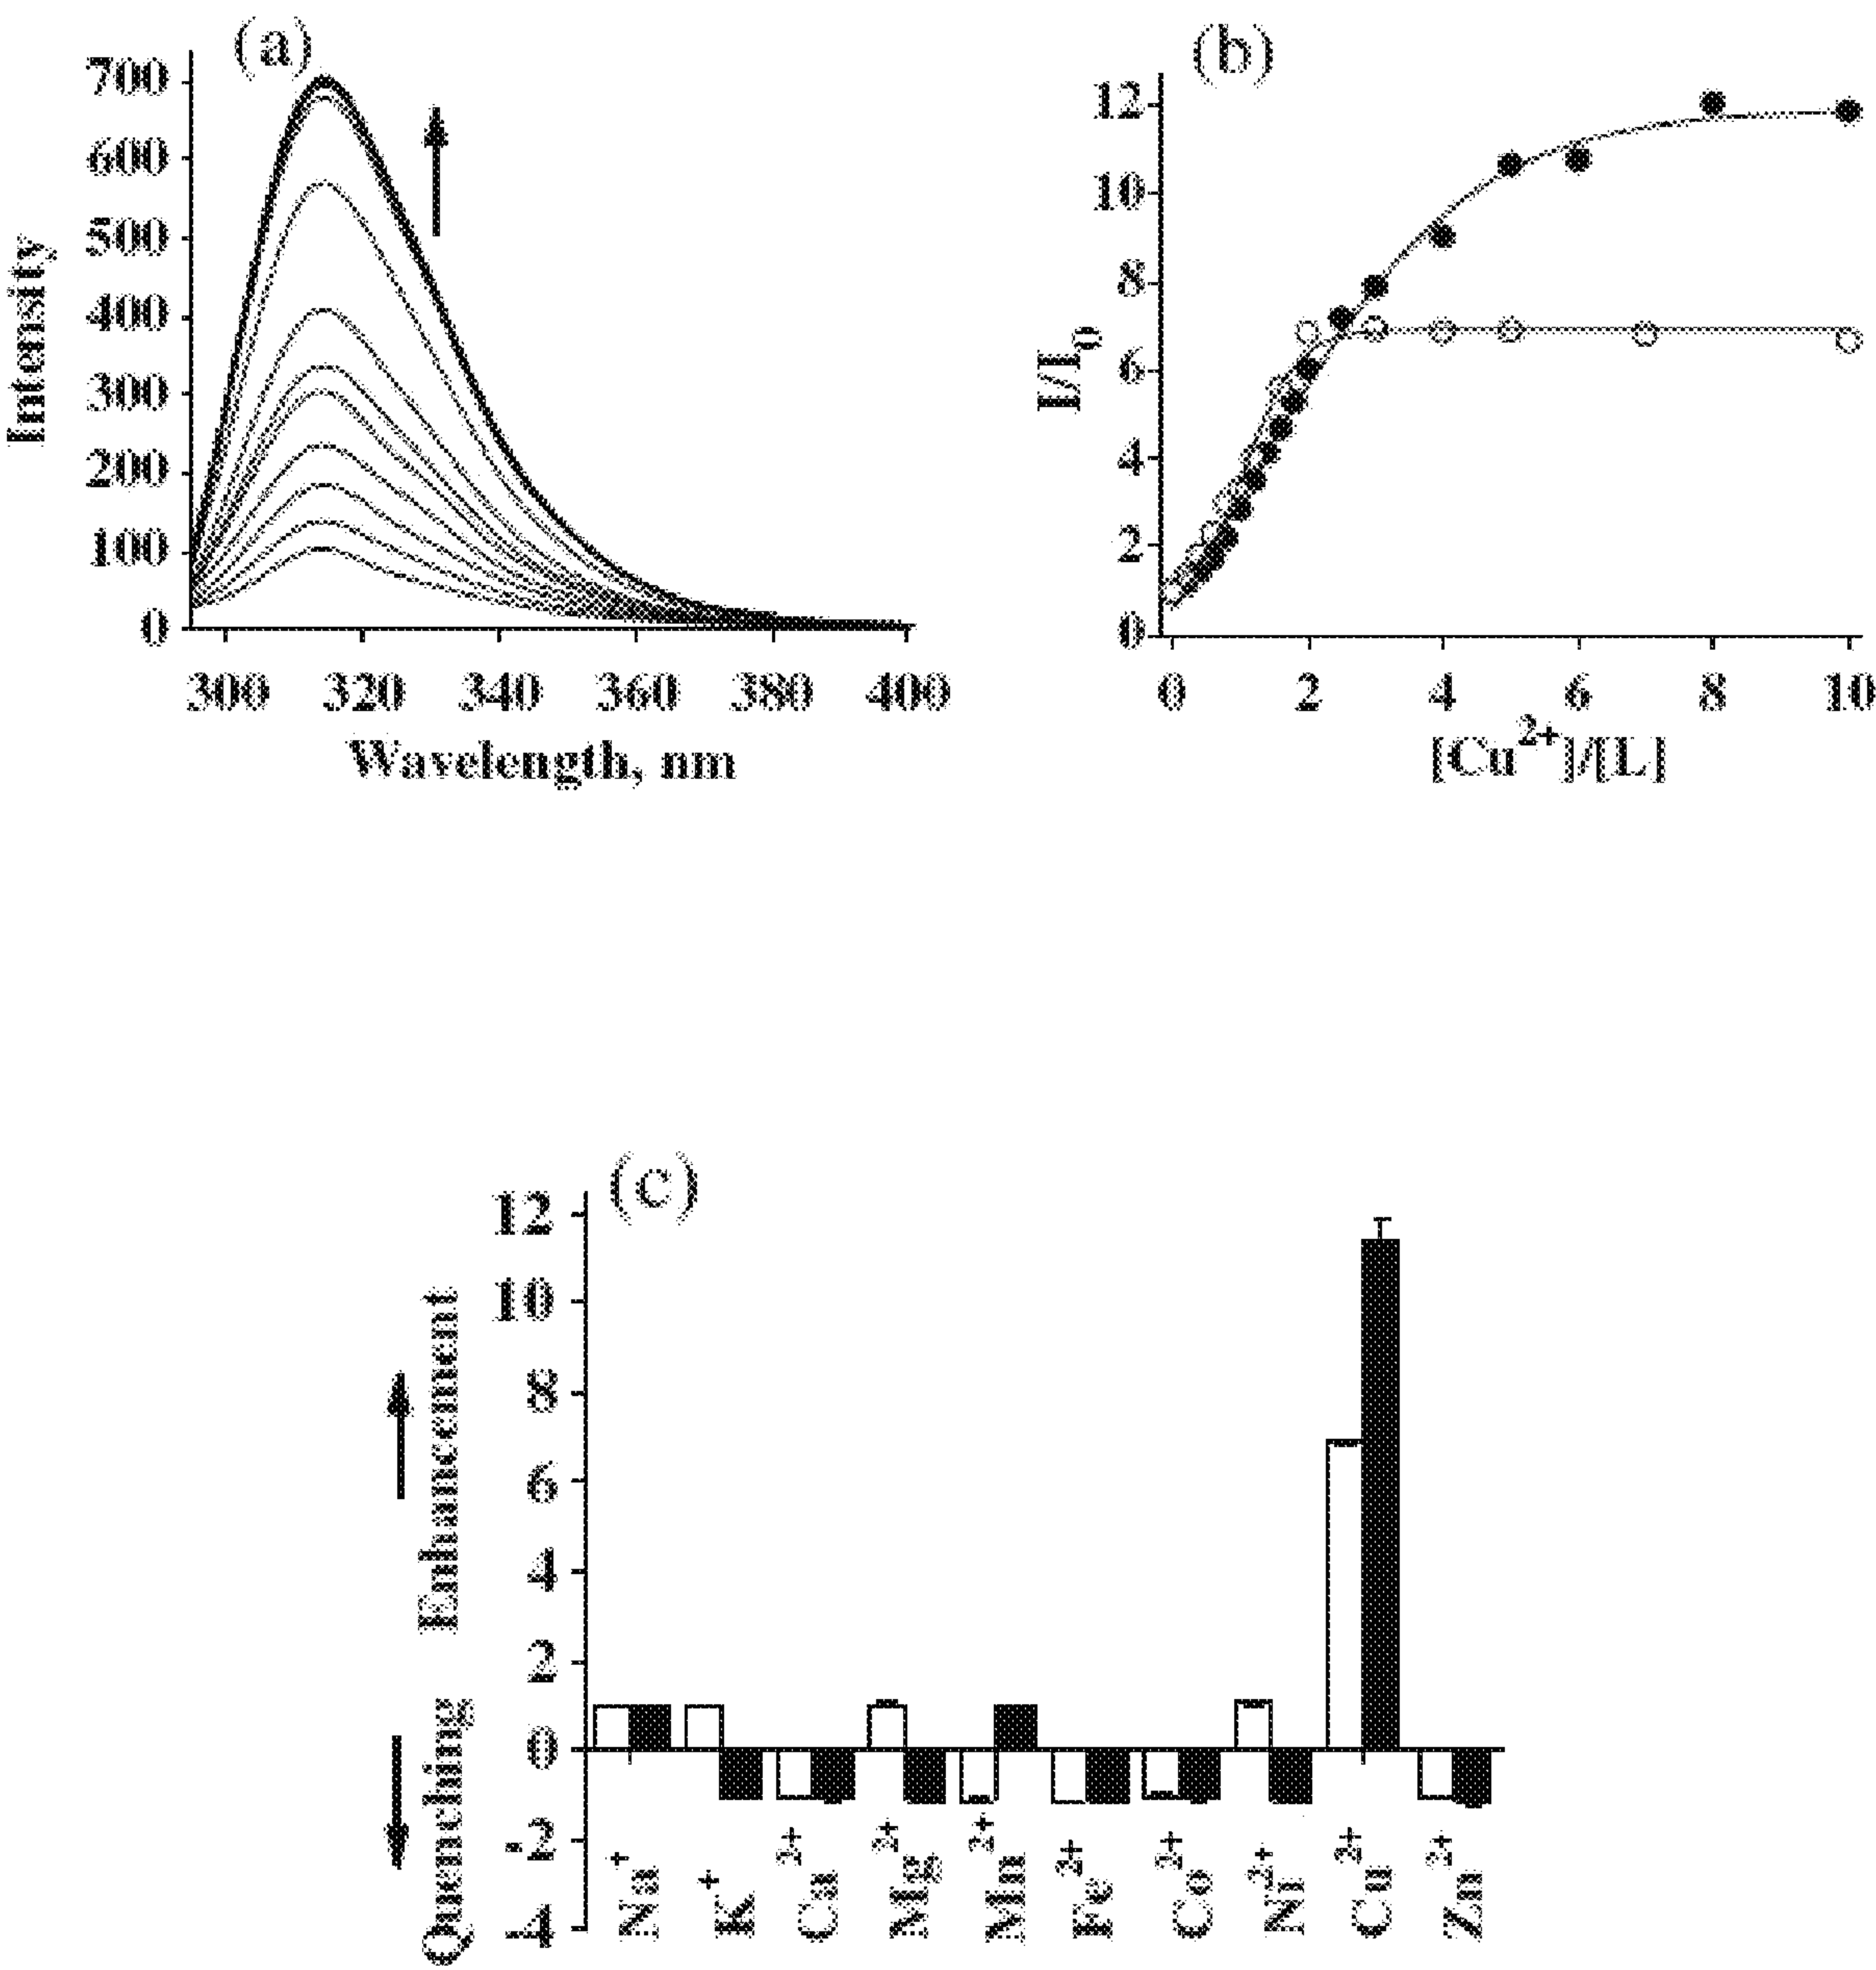 (a)
700
600
500
400
300
200
100
0
Intensity
300 320 340 360 380 400
Wavelength, nm
(b)
12
10
8
6
4
2
0
I/I0
0 2 4 6 8 10
[Cu2+]/[L]
(c)
12
10
8
6
4
2
0
-2
-4
Enhancement
Quenching
Na+ K+ Ca2+ Mg2+ Mn2+ Fe2+ Co2+ Ni2+ Cu2+ Zn2+